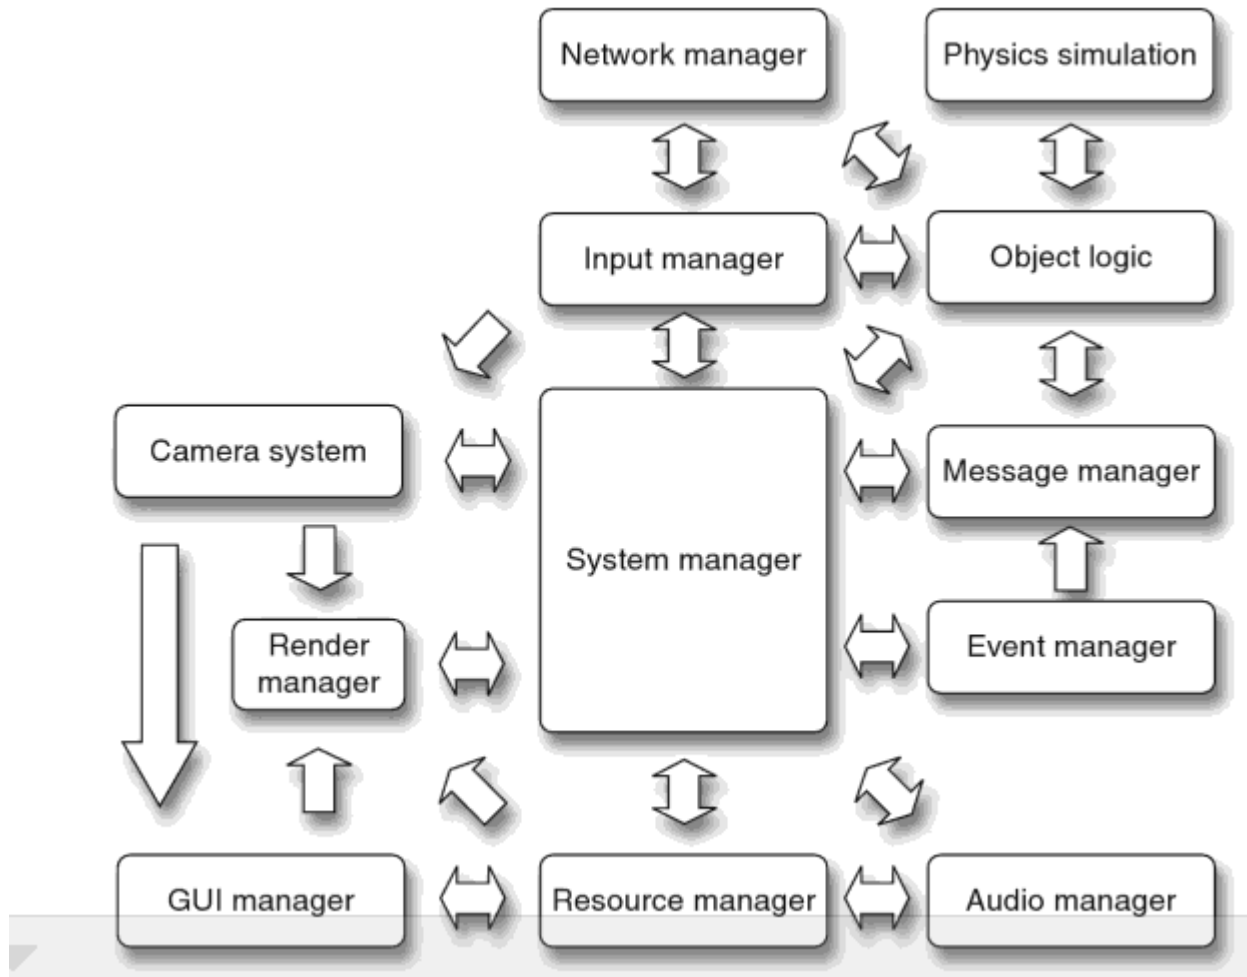 Network manager
Physics simulation
Input manager
Object logic
Camera system
Message manager
System manager
Render
manager
Event manager
GUI manager
Resource manager
Audio manager